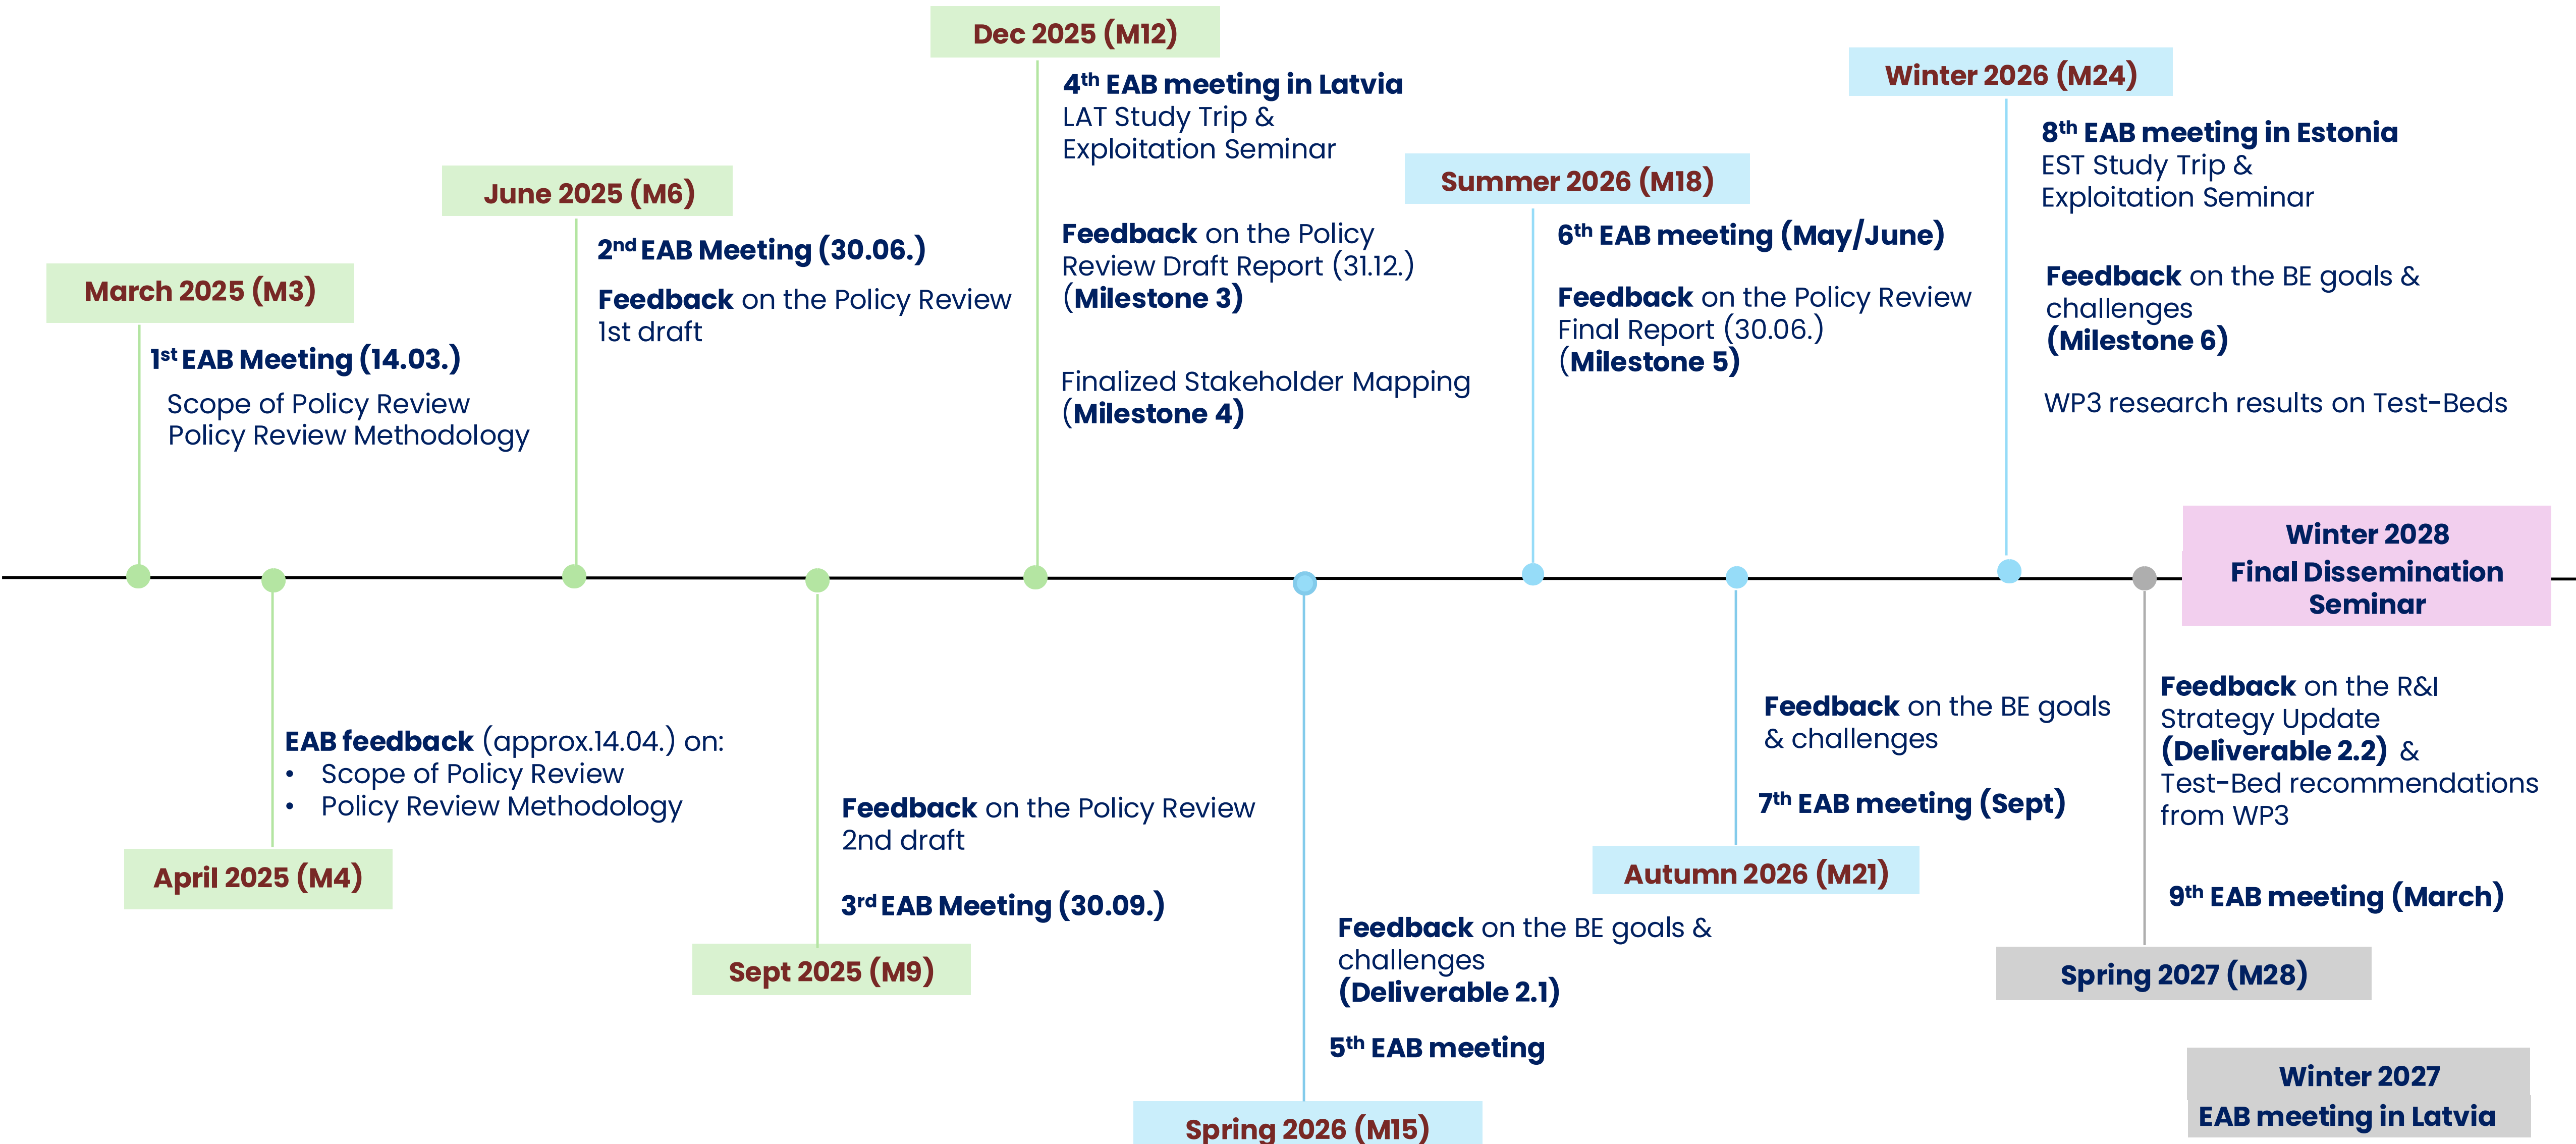 Dec 2025 (M12)
4th EAB meeting in Latvia
LAT Study Trip &
Exploitation Seminar
Feedback on the Policy
Review Draft Report (31.12.)
(Milestone 3)
Finalized Stakeholder Mapping
(Milestone 4)
Winter 2026 (M24)
8th EAB meeting in Estonia
EST Study Trip &
Exploitation Seminar
Feedback on the BE goals &
challenges
(Milestone 6)
WP3 research results on Test-Beds
Summer 2026 (M18)
6th EAB meeting (May/June)
Feedback on the Policy Review
Final Report (30.06.)
(Milestone 5)
June 2025 (M6)
2nd EAB Meeting (30.06.)
Feedback on the Policy Review
1st draft
March 2025 (M3)
1st EAB Meeting (14.03.)
Scope of Policy Review
Policy Review Methodology
Winter 2028
Final Dissemination
Seminar
EAB feedback (approx.14.04.) on:
• Scope of Policy Review
• Policy Review Methodology
April 2025 (M4)
Feedback on the Policy Review
2nd draft
3rd EAB Meeting (30.09.)
Sept 2025 (M9)
Feedback on the BE goals &
challenges
(Deliverable 2.1)
5th EAB meeting
Spring 2026 (M15)
Feedback on the BE goals
& challenges
7th EAB meeting (Sept)
Autumn 2026 (M21)
Feedback on the R&I
Strategy Update
(Deliverable 2.2) &
Test-Bed recommendations
from WP3
9th EAB meeting (March)
Spring 2027 (M28)
Winter 2027
EAB meeting in Latvia